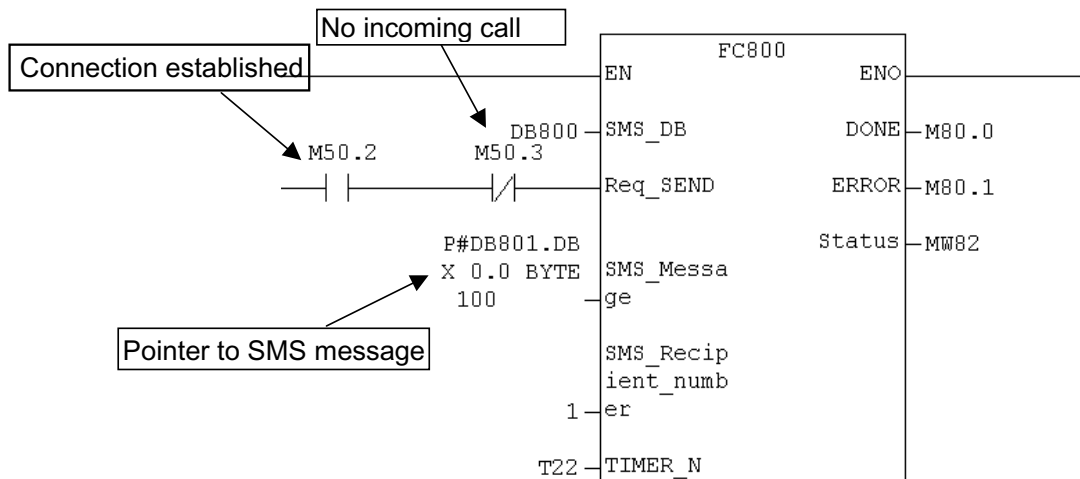 No incoming call
Connection established
FC800
EN
ENO
DB800
SMS_DB
DONE
M80.0
M50.2
M50.3
Req_SEND
ERROR
M80.1
P#DB801.DB
X 0.0 BYTE
100
SMS_Messa
ge
Status
MW82
Pointer to SMS message
SMS_Recip
ient_numb
er
1
T22
TIMER_N